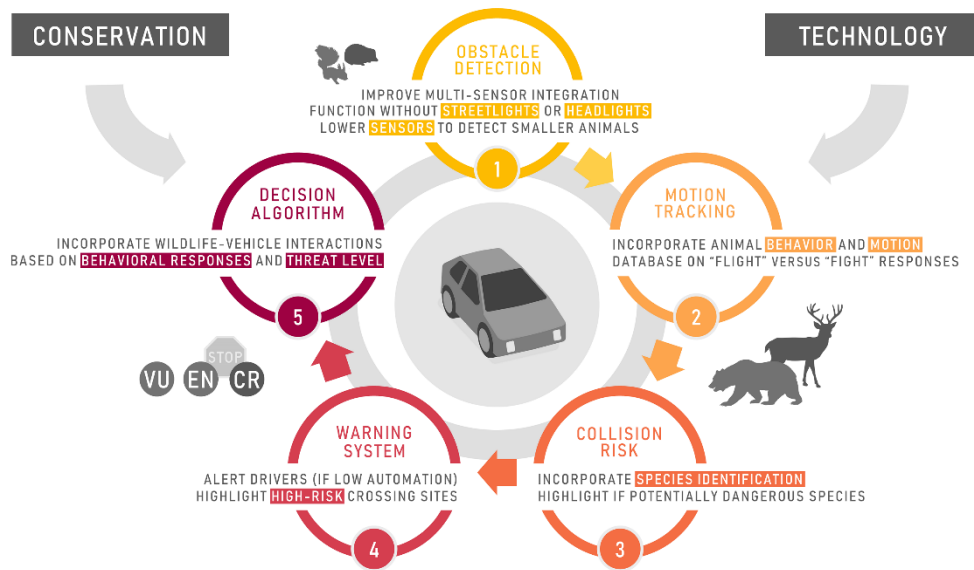 CONSERVATION
TECHNOLOGY
OBSTACLE
DETECTION
IMPROVE MULTI-SENSOR INTEGRATION
FUNCTION WITHOUT STREETLIGHTS OR HEADLIGHTS
LOWER SENSORS TO DETECT SMALLER ANIMALS
1
MOTION
TRACKING
INCORPORATE ANIMAL BEHAVIOR AND MOTION
DATABASE ON “FLIGHT” VERSUS “FIGHT” RESPONSES
2
COLLISION
RISK
INCORPORATE SPECIES IDENTIFICATION
HIGHLIGHT IF POTENTIALLY DANGEROUS SPECIES
3
WARNING
SYSTEM
ALERT DRIVERS (IF LOW AUTOMATION)
HIGHLIGHT HIGH-RISK CROSSING SITES
4
DECISION
ALGORITHM
INCORPORATE WILDLIFE-VEHICLE INTERACTIONS
BASED ON BEHAVIORAL RESPONSES AND THREAT LEVEL
5
STOP
VU EN CR